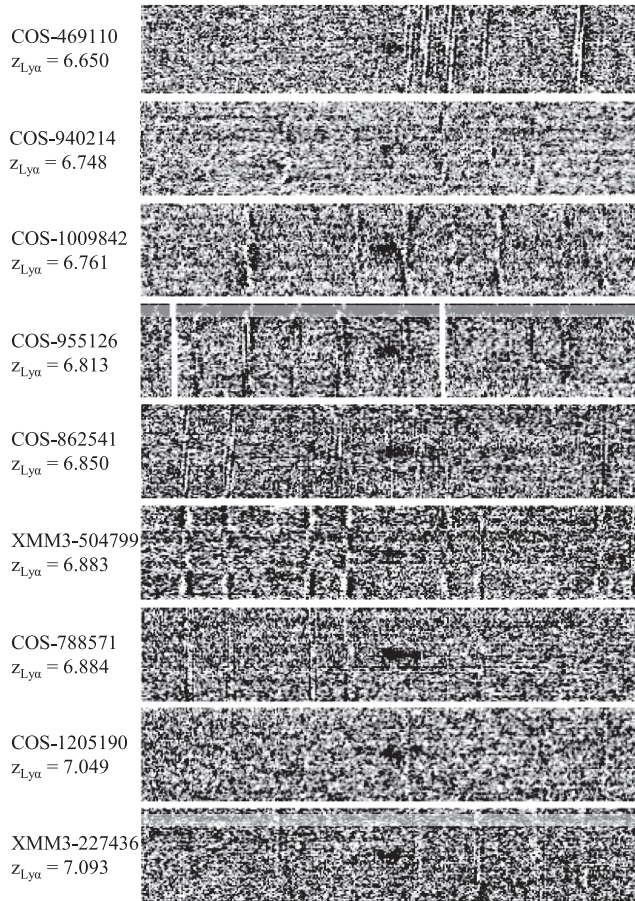 COS-469110
zLyα = 6.650
COS-940214
zLyα = 6.748
COS-1009842
zLyα = 6.761
COS-955126
zLyα = 6.813
COS-862541
zLyα = 6.850
XMM3-504799
zLyα = 6.883
COS-788571
zLyα = 6.884
COS-1205190
zLyα = 7.049
XMM3-227436
zLyα = 7.093